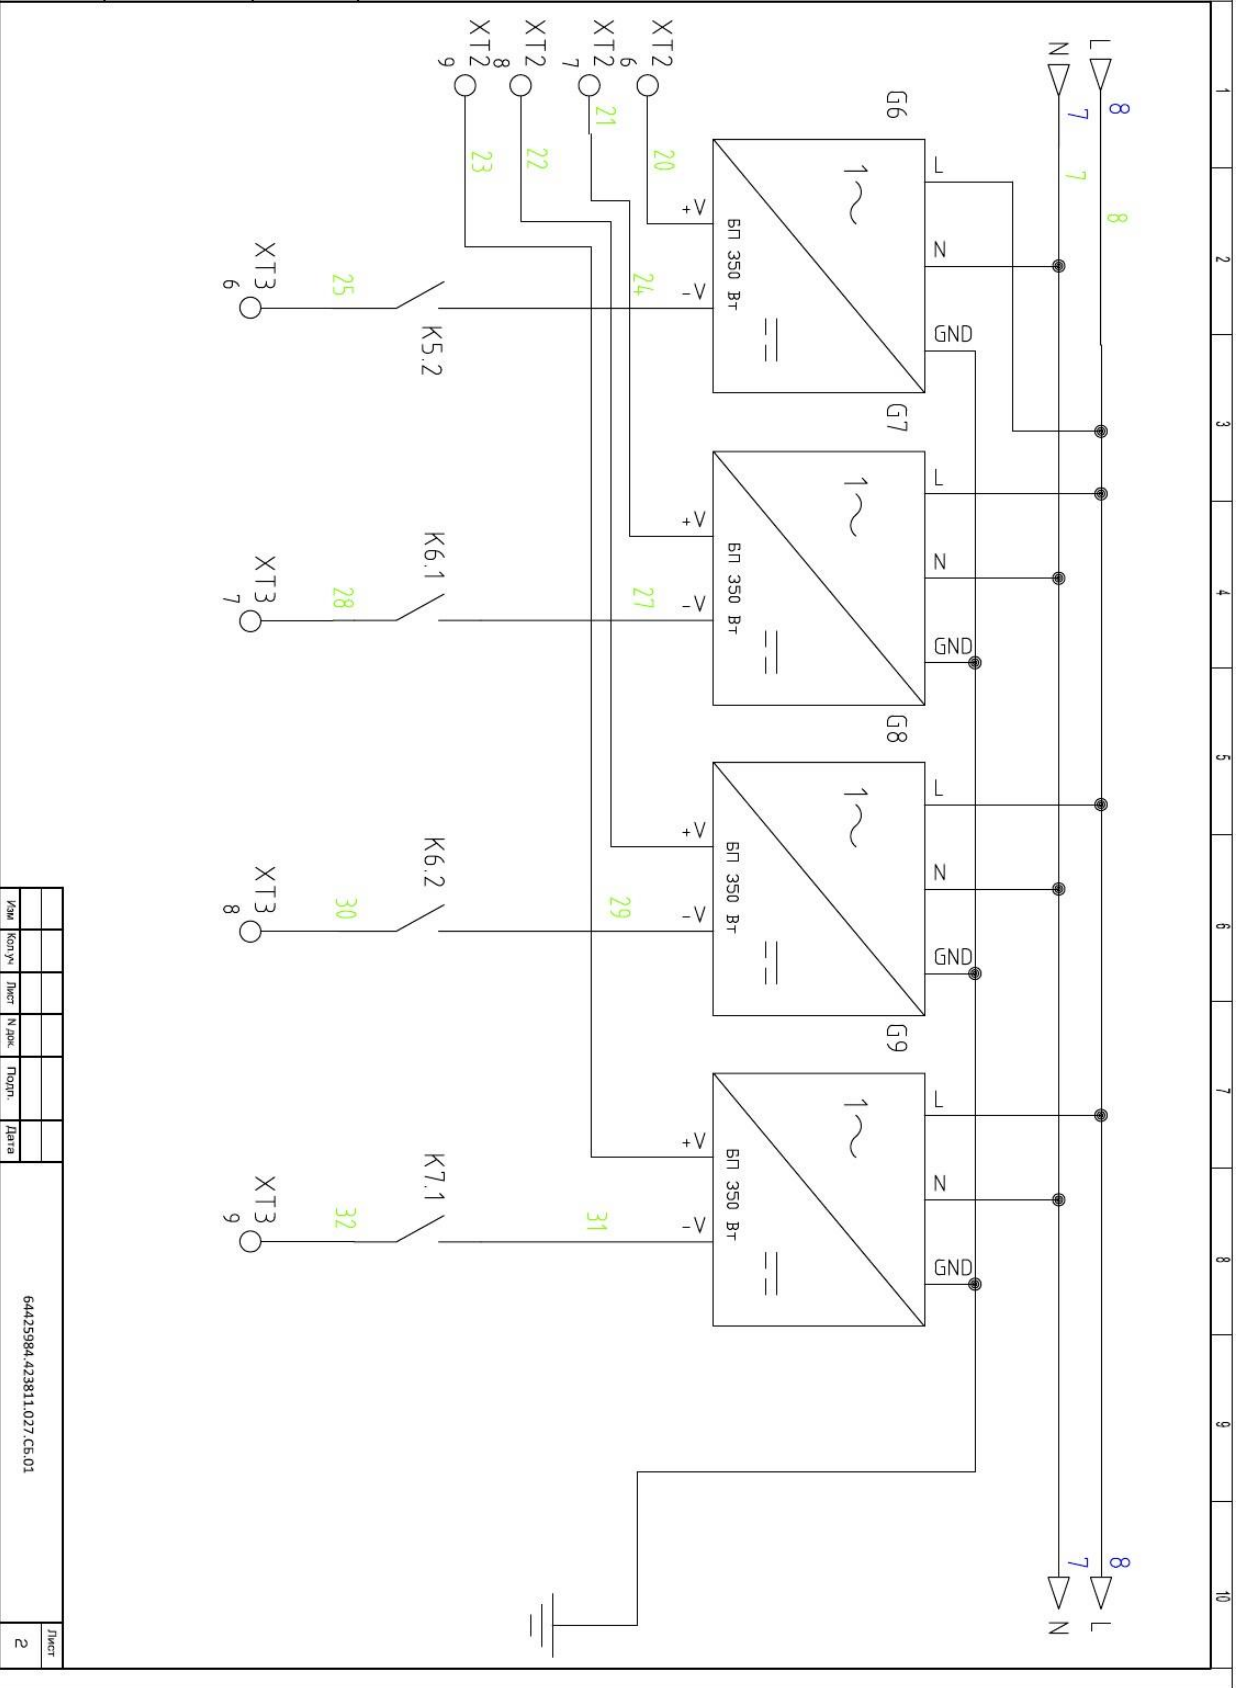 1 2 3 4 5 6 7 8 9 10
L 8 8 8 L
N 7 7 7 N
G6 G7 G8 G9
L N GND L N GND L N GND L N GND
1~ 1~ 1~ 1~
БП 350 Вт БП 350 Вт БП 350 Вт БП 350 Вт
+V -V +V -V +V -V +V -V
XT2 6 20
XT2 7 21
XT2 8 22
XT2 9 23
24 27 29 31
K5.2 K6.1 K6.2 K7.1
25 28 30 32
XT3 6 XT3 7 XT3 8 XT3 9
Изм Кол.уч Лист N док. Подп. Дата
64425984.423811.027.СБ.01
Лист
2